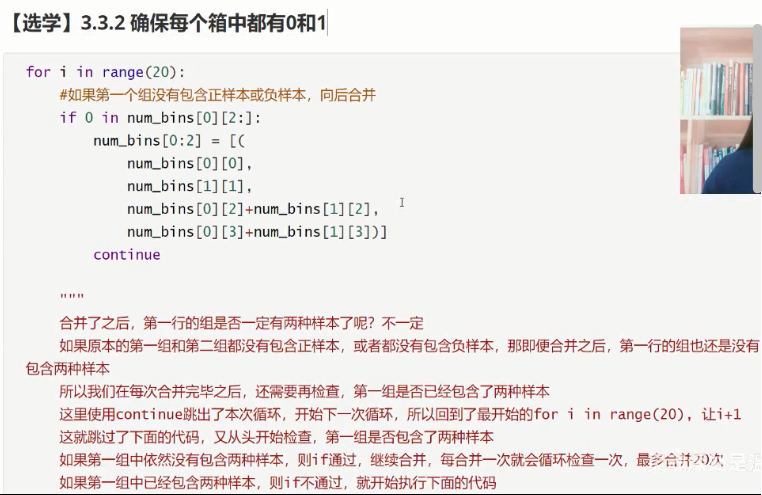 【选学】3.3.2 确保每个箱中都有0和1
for i in range(20):
#如果第一个组没有包含正样本或负样本，向后合并
if 0 in num_bins[0][2:]:
num_bins[0:2] = [(
num_bins[0][0],
num_bins[1][1],
num_bins[0][2]+num_bins[1][2],
num_bins[0][3]+num_bins[1][3])]
continue
"""
合并了之后，第一行的组是否一定有两种样本了呢？不一定
如果原本的第一组和第二组都没有包含正样本，或者都没有包含负样本，那即便合并之后，第一行的组也还是没有
包含两种样本
所以我们在每次合并完毕之后，还需要再检查，第一组是否已经包含了两种样本
这里使用continue跳出了本次循环，开始下一次循环，所以回到了最开始的for i in range(20), 让i+1
这就跳过了下面的代码，又从头开始检查，第一组是否包含了两种样本
如果第一组中依然没有包含两种样本，则if通过，继续合并，每合并一次就会循环检查一次，最多合并20次
如果第一组中已经包含两种样本，则if不通过，就开始执行下面的代码